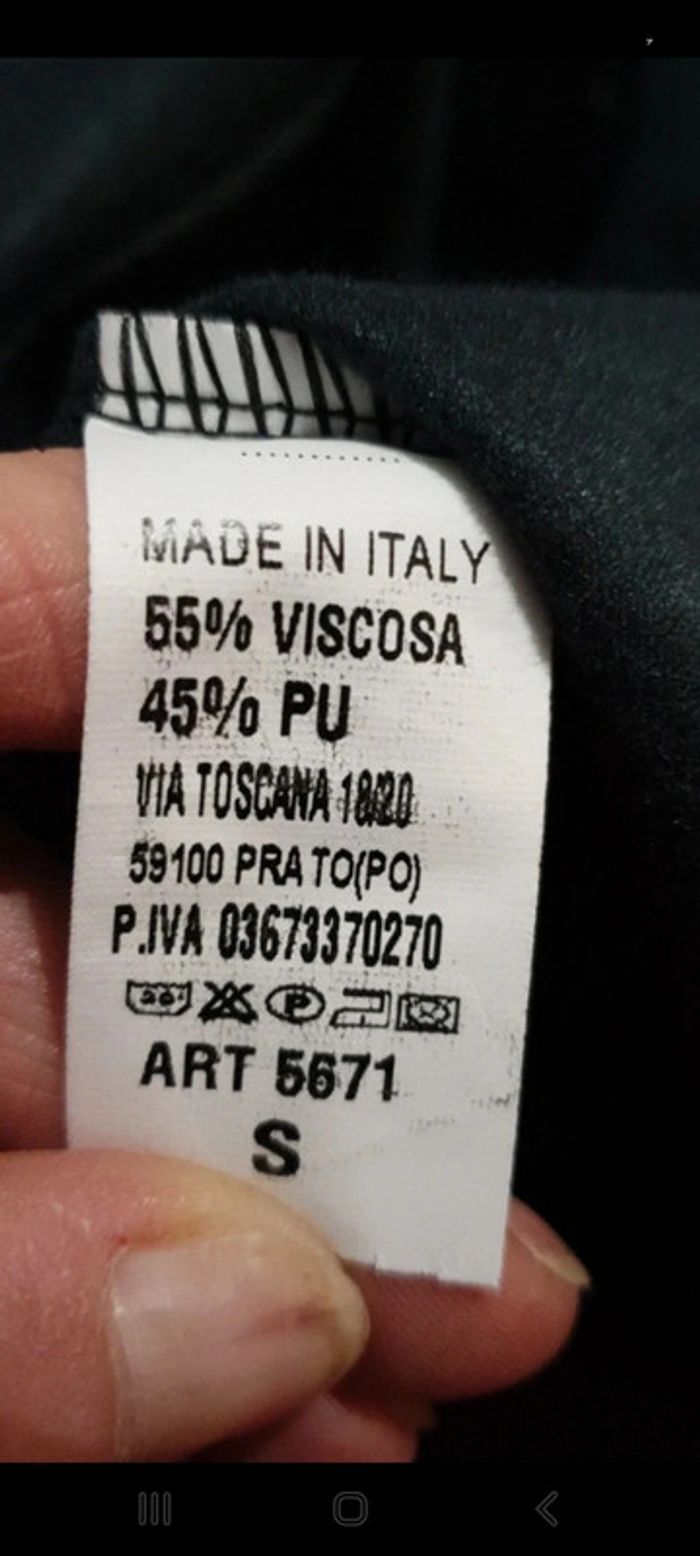 MADE IN ITALY
55% VISCOSA
45% PU
VIA TOSCANA 18/20
59100 PRATO(PO)
P.IVA 03673370270
P
ART 5671
S